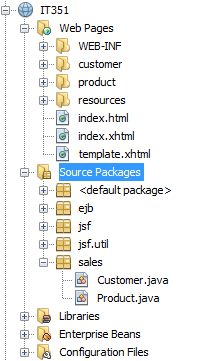 IT351
Web Pages
WEB-INF
customer
product
resources
index.html
index.xhtml
template.xhtml
Source Packages
<default package>
ejb
jsf
jsf.util
sales
Customer.java
Product.java
Libraries
Enterprise Beans
Configuration Files